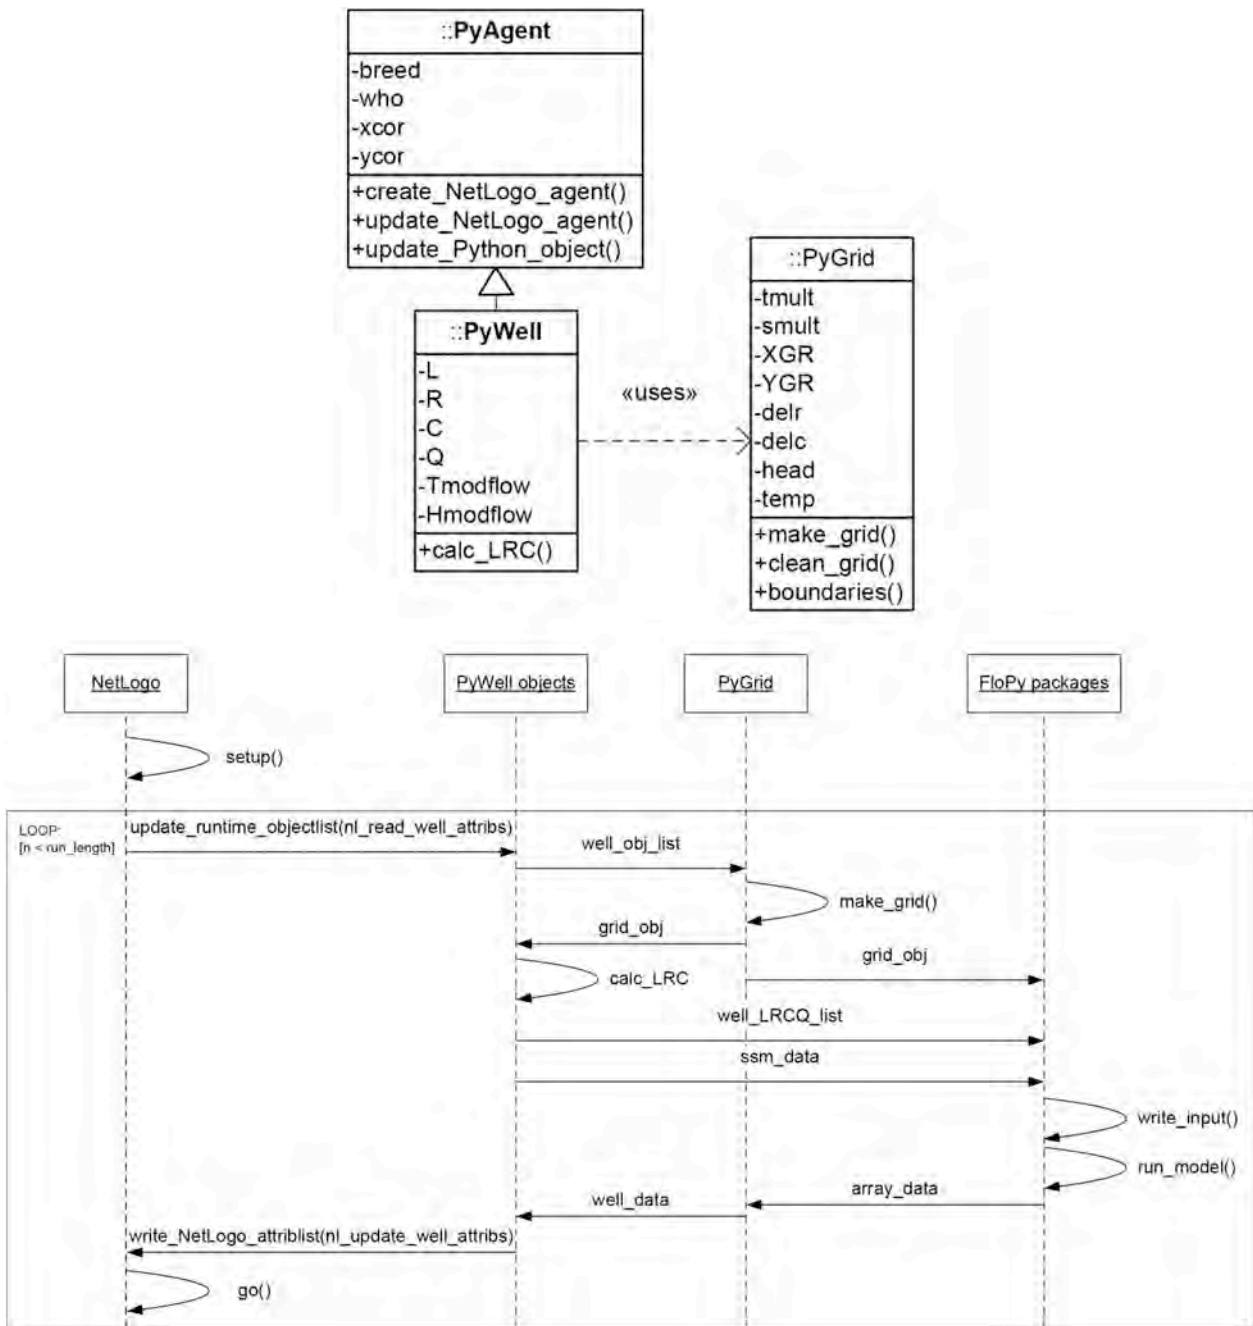 ::PyAgent
-breed
-who
-xcor
-ycor
+create_NetLogo_agent()
+update_NetLogo_agent()
+update_Python_object()
::PyWell
-L
-R
-C
-Q
-Tmodflow
-Hmodflow
+calc_LRC()
«uses»
::PyGrid
-tmult
-smult
-XGR
-YGR
-delr
-delc
-head
-temp
+make_grid()
+clean_grid()
+boundaries()
NetLogo
PyWell objects
PyGrid
FloPy packages
setup()
LOOP:
[n < run_length]
update_runtime_objectlist(nl_read_well_attribs)
well_obj_list
make_grid()
grid_obj
grid_obj
calc_LRC
well_LRCQ_list
ssm_data
write_input()
run_model()
array_data
well_data
write_NetLogo_attriblist(nl_update_well_attribs)
go()